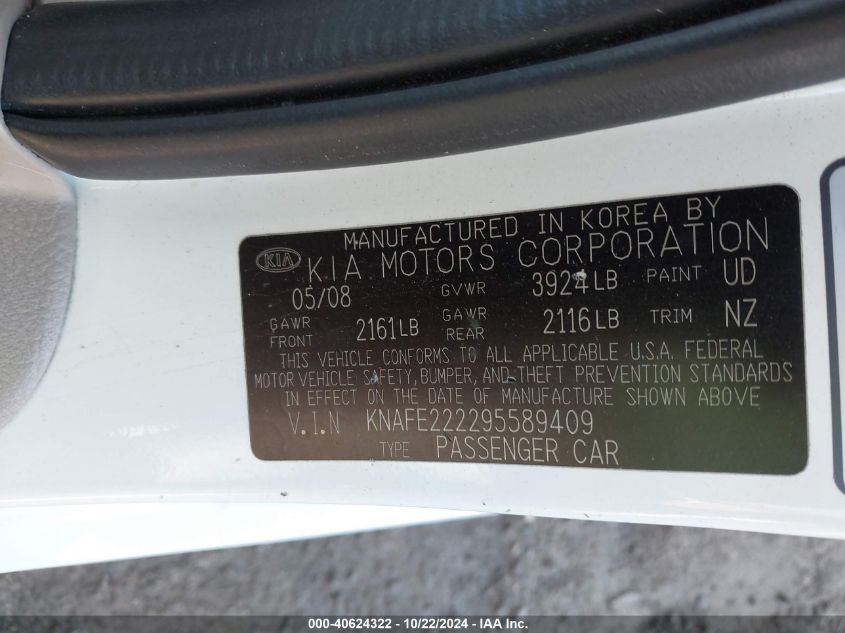 MANUFACTURED IN KOREA BY
KIA KIA MOTORS CORPORATION
05/08 GVWR 3924LB PAINT UD
GAWR FRONT 2161LB GAWR REAR 2116LB TRIM NZ
THIS VEHICLE CONFORMS TO ALL APPLICABLE U.S.A. FEDERAL
MOTOR VEHICLE SAFETY, BUMPER, AND THEFT PREVENTION STANDARDS
IN EFFECT ON THE DATE OF MANUFACTURE SHOWN ABOVE
V.I.N KNAFE222295589409
TYPE PASSENGER CAR
000-40624322 - 10/22/2024 - IAA Inc.